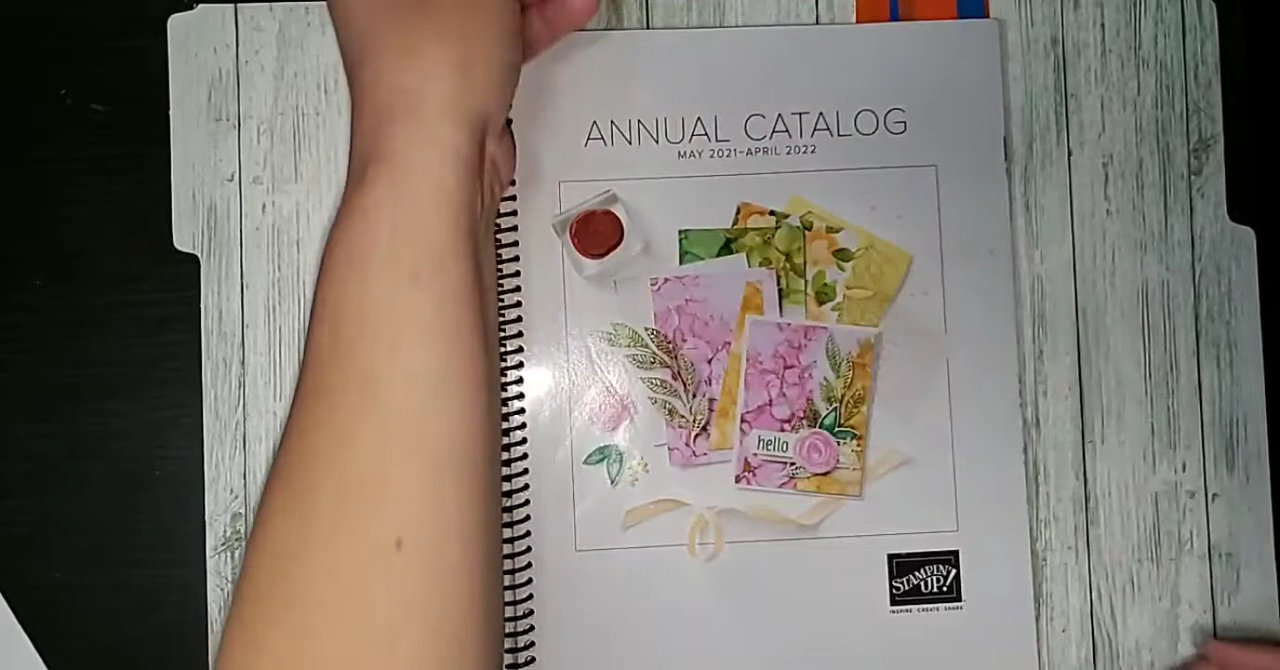 ANNUAL CATALOG
MAY 2021–APRIL 2022
hello
STAMPIN' UP!
INSPIRE · CREATE · SHARE